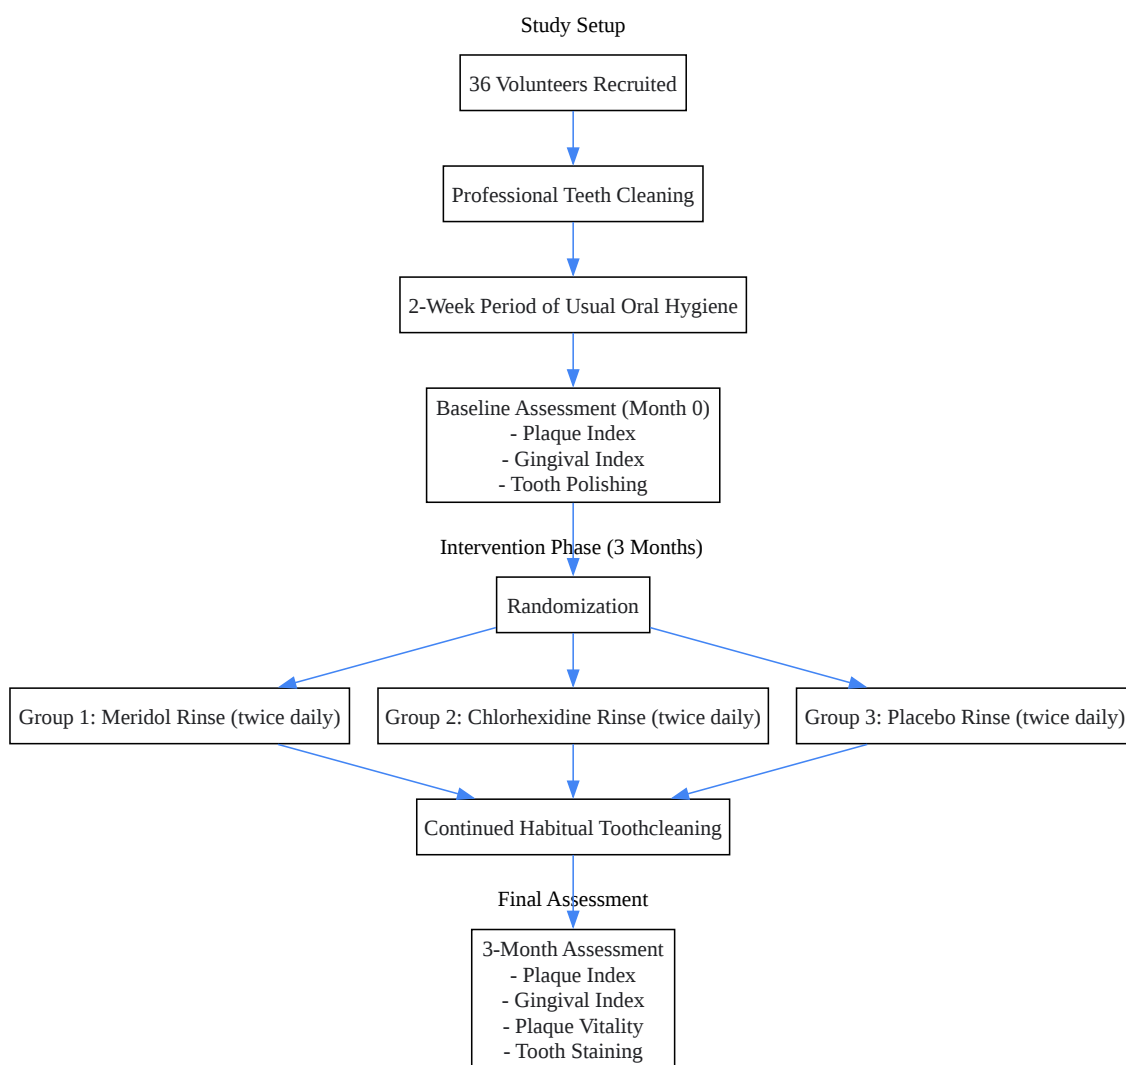 Study Setup
36 Volunteers Recruited
Professional Teeth Cleaning
2-Week Period of Usual Oral Hygiene
Baseline Assessment (Month 0)
- Plaque Index
- Gingival Index
- Tooth Polishing
Intervention Phase (3 Months)
Randomization
Group 1: Meridol Rinse (twice daily)
Group 2: Chlorhexidine Rinse (twice daily)
Group 3: Placebo Rinse (twice daily)
Continued Habitual Toothcleaning
Final Assessment
3-Month Assessment
- Plaque Index
- Gingival Index
- Plaque Vitality
- Tooth Staining